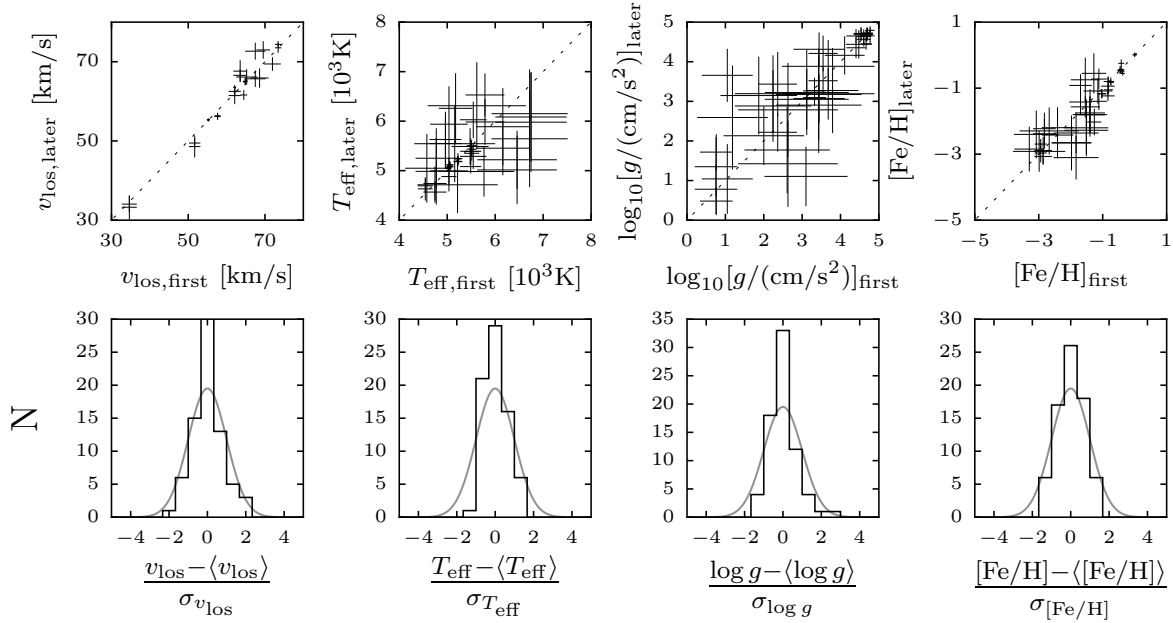 v_los,later [km/s]
70
50
30
30 50 70
v_los,first [km/s]
T_eff,later [10^3K]
8
7
6
5
4
4 5 6 7 8
T_eff,first [10^3K]
log_10[g/(cm/s^2)]_later
5
4
3
2
1
0
0 1 2 3 4 5
log_10[g/(cm/s^2)]_first
[Fe/H]_later
1
−1
−3
−5
−5 −3 −1 1
[Fe/H]_first
N
30
25
20
15
10
5
0
−4 −2 0 2 4
v_los−⟨v_los⟩
σ_v_los
30
25
20
15
10
5
0
−4 −2 0 2 4
T_eff−⟨T_eff⟩
σ_T_eff
35
30
25
20
15
10
5
0
−4 −2 0 2 4
log g−⟨log g⟩
σ_log g
30
25
20
15
10
5
0
−4 −2 0 2 4
[Fe/H]−⟨[Fe/H]⟩
σ_[Fe/H]